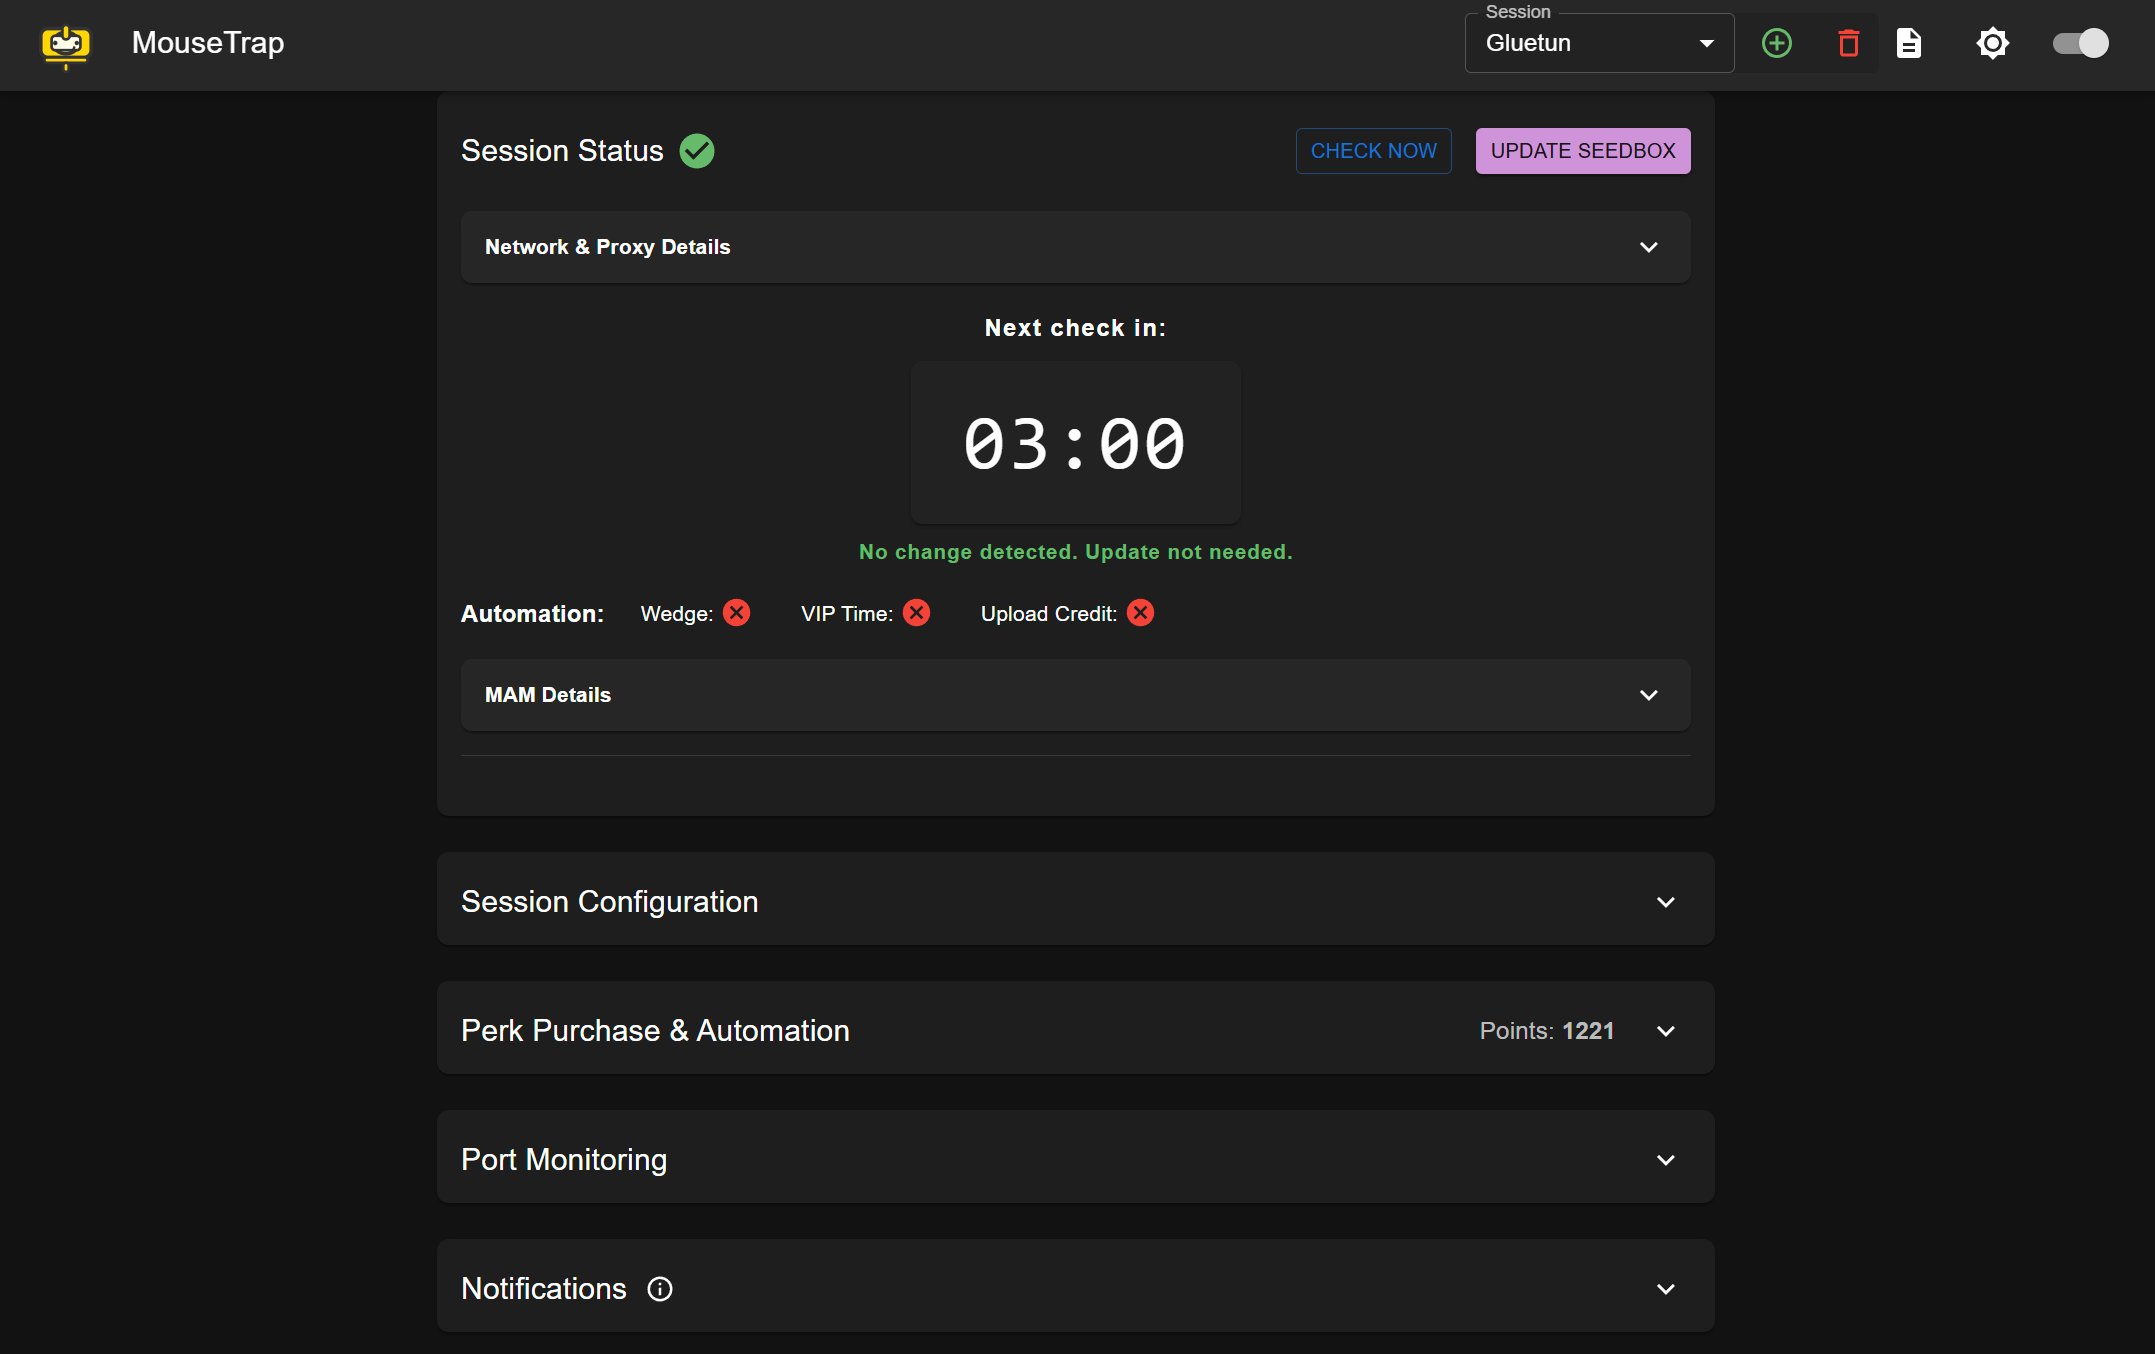 MouseTrap
Session
Gluetun
Session Status
CHECK NOW
UPDATE SEEDBOX
Network & Proxy Details
Next check in:
03:00
No change detected. Update not needed.
Automation: Wedge: VIP Time: Upload Credit:
MAM Details
Session Configuration
Perk Purchase & Automation
Points: 1221
Port Monitoring
Notifications